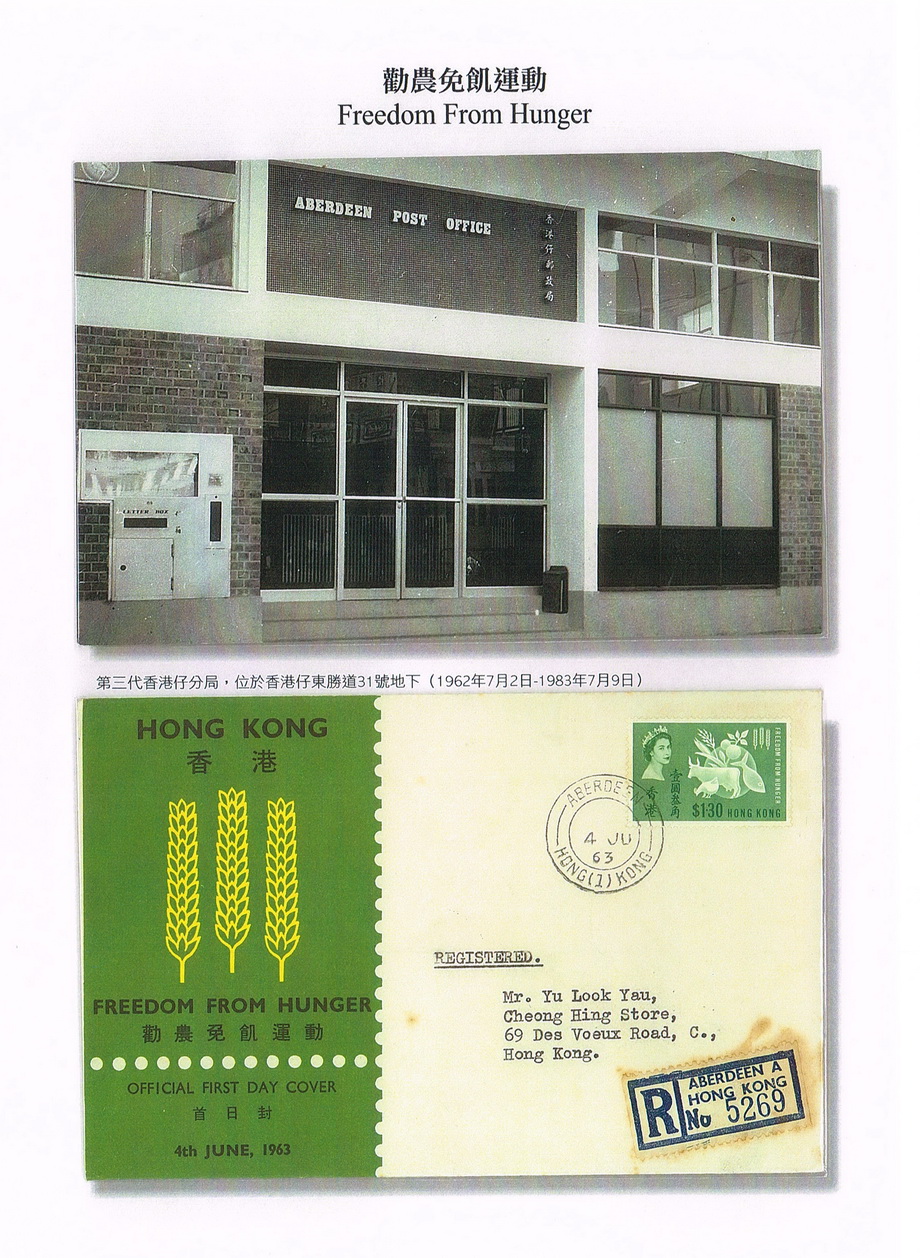 勸農免飢運動
Freedom From Hunger
ABERDEEN POST OFFICE
香港仔郵政局
LETTER BOX
第三代香港仔分局，位於香港仔東勝道31號地下（1962年7月2日-1983年7月9日）
HONG KONG
香港
FREEDOM FROM HUNGER
勸農免飢運動
OFFICIAL FIRST DAY COVER
首日封
4th JUNE, 1963
FREEDOM FROM HUNGER
壹圓叁角
香港
$1.30 HONG KONG
ABERDEEN
4 JU
63
HONG (1) KONG
REGISTERED.
Mr. Yu Look Yau,
Cheong Hing Store,
69 Des Voeux Road, C.,
Hong Kong.
R
ABERDEEN A
HONG KONG
No 5269